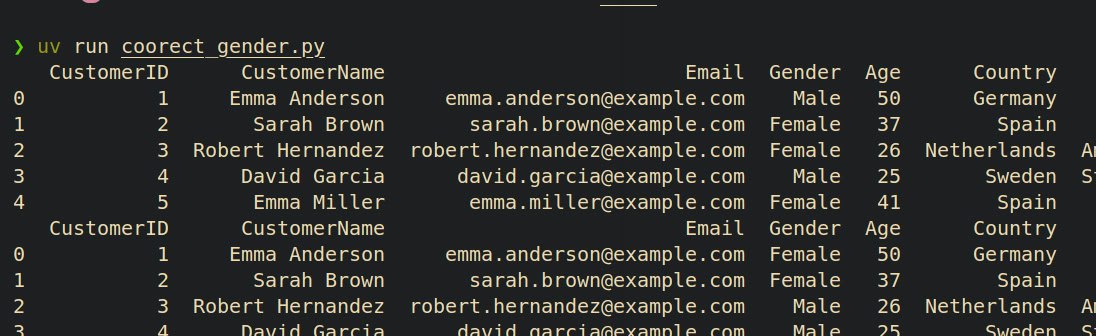 ❯ uv run coorect_gender.py
CustomerID CustomerName Email Gender Age Country
0 1 Emma Anderson emma.anderson@example.com Male 50 Germany
1 2 Sarah Brown sarah.brown@example.com Female 37 Spain
2 3 Robert Hernandez robert.hernandez@example.com Female 26 Netherlands
3 4 David Garcia david.garcia@example.com Male 25 Sweden
4 5 Emma Miller emma.miller@example.com Female 41 Spain
CustomerID CustomerName Email Gender Age Country
0 1 Emma Anderson emma.anderson@example.com Female 50 Germany
1 2 Sarah Brown sarah.brown@example.com Female 37 Spain
2 3 Robert Hernandez robert.hernandez@example.com Male 26 Netherlands
3 4 David Garcia david.garcia@example.com Male 25 Sweden